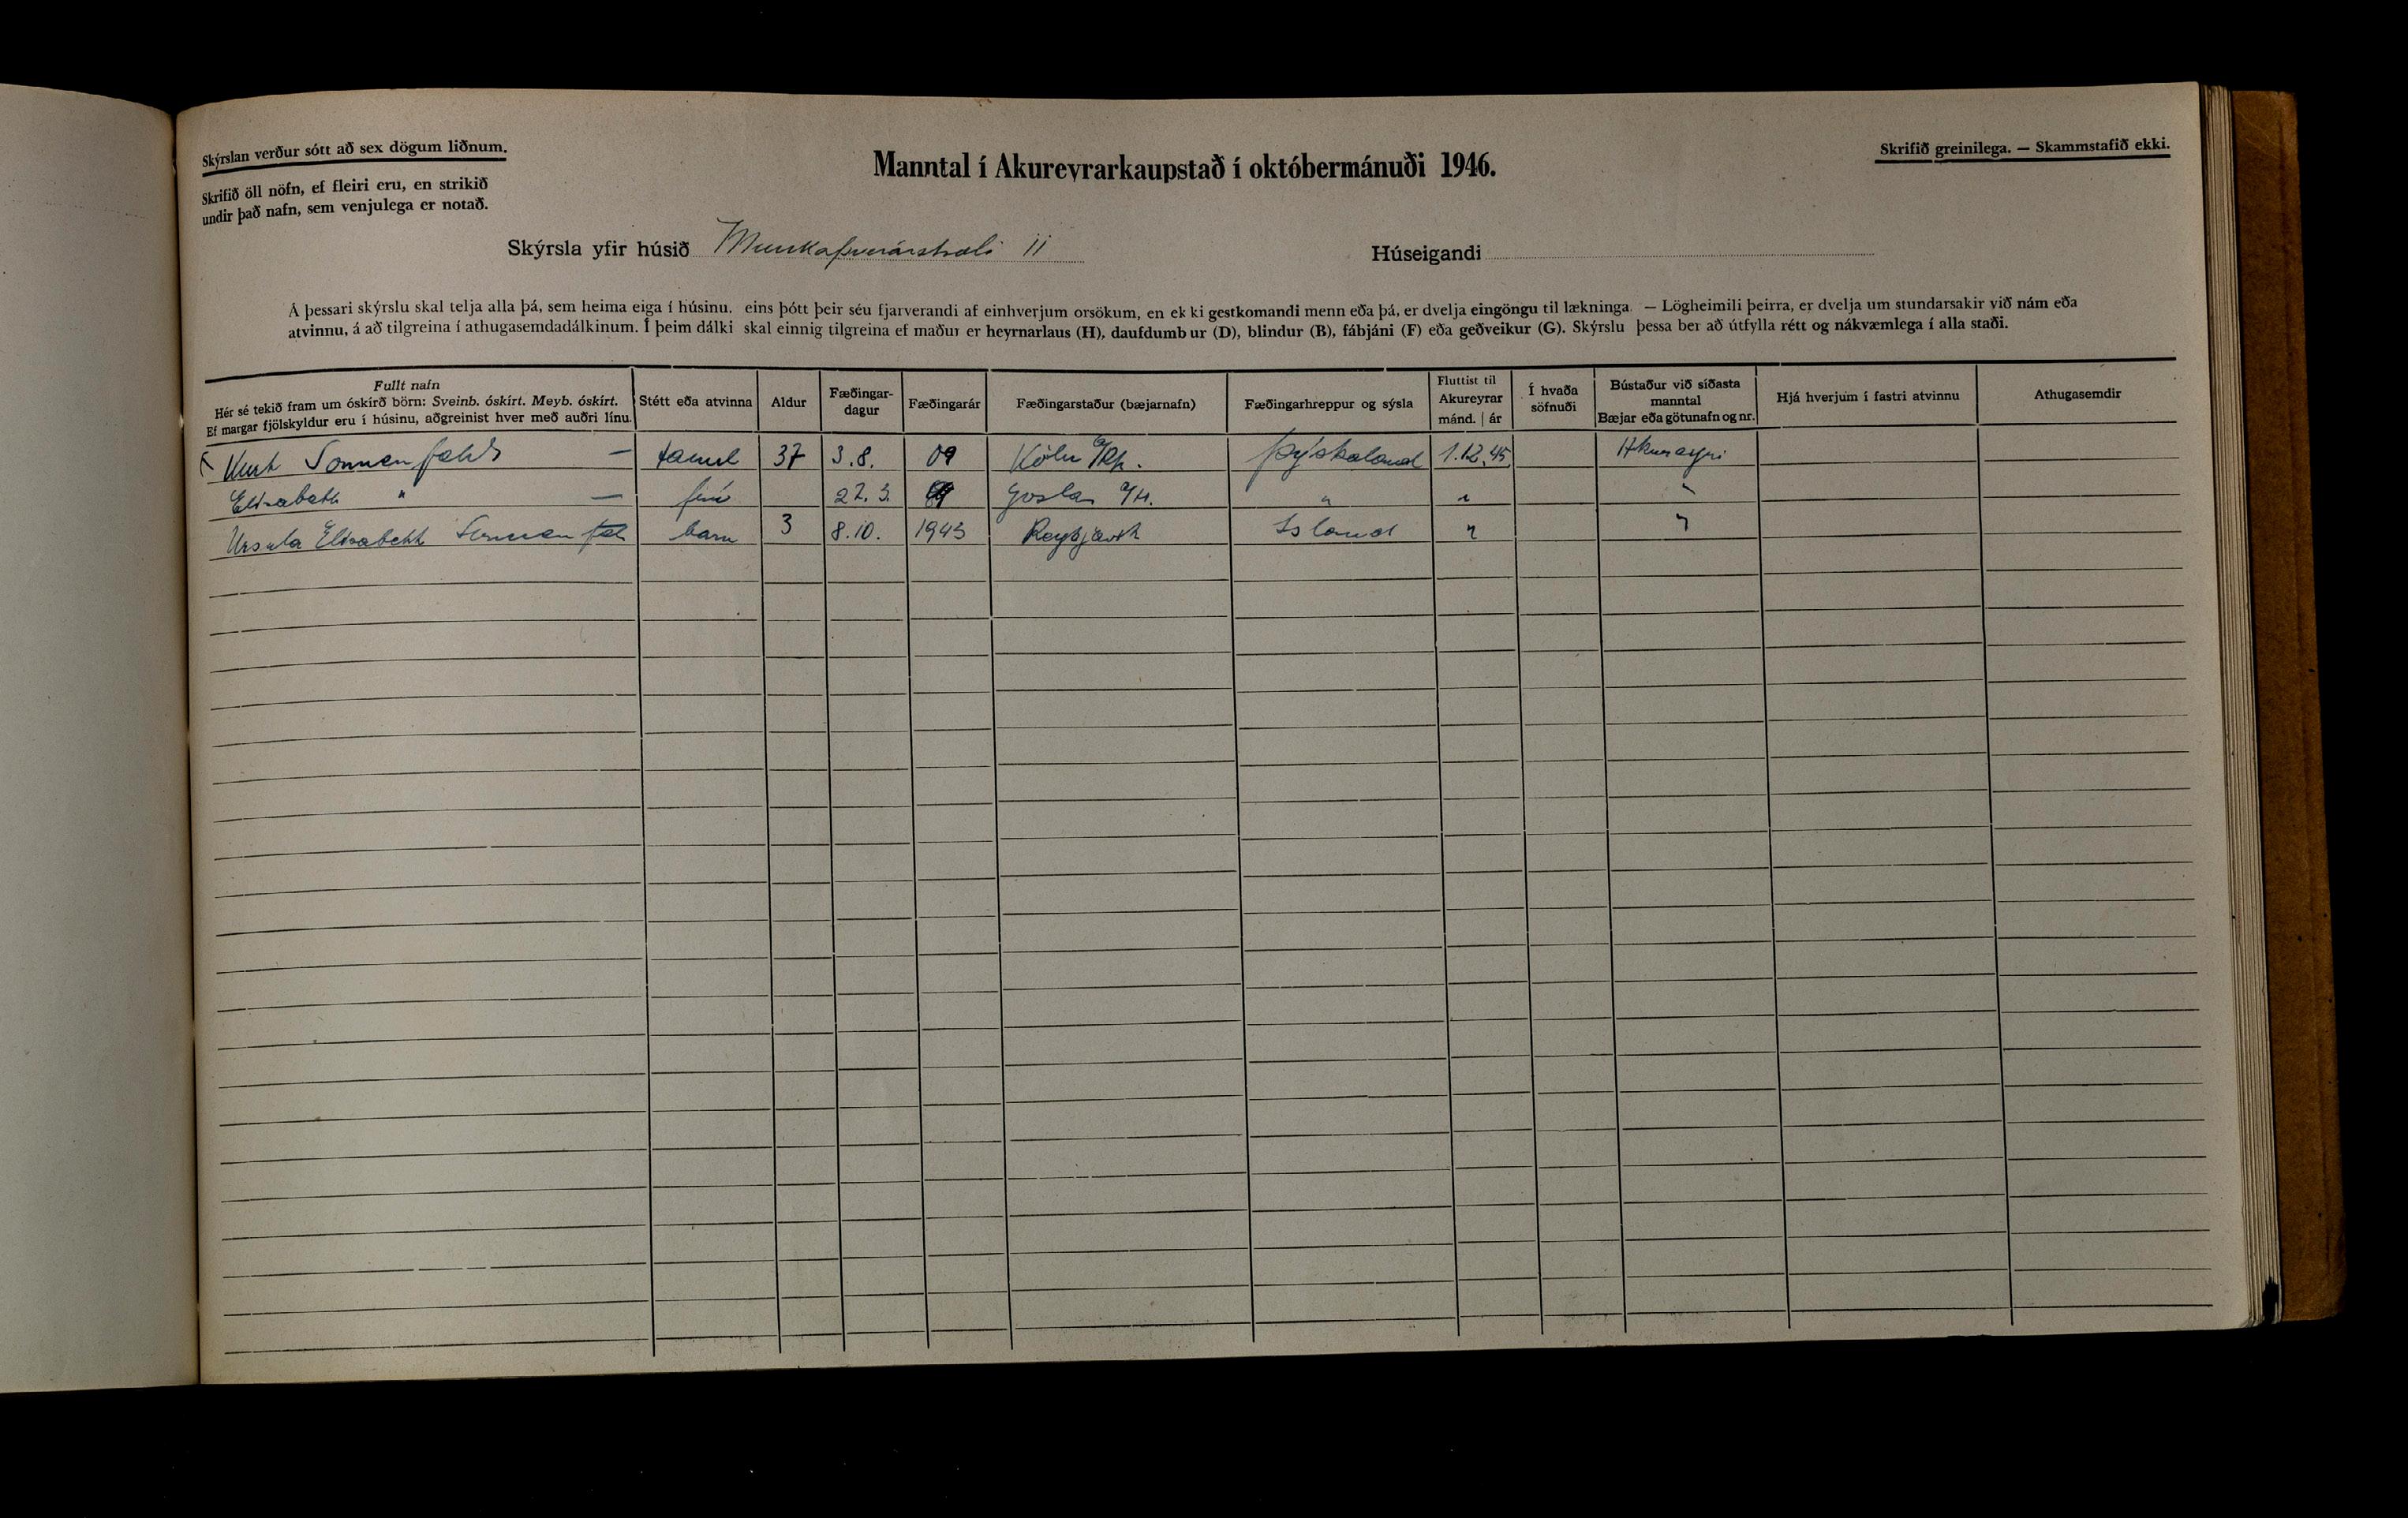 Skýrslan verður sótt að sex dögum liðnum.
Skrifið öll nöfn, ef fleiri eru, en strikið
undir það nafn, sem venjulega er notað.
Manntal í Akureyrarkaupstað í októbermánuði 1946.
Skrifið greinilega. — Skammstafið ekki.
Skýrsla yfir húsið Munkaþverárstræti 11
Húseigandi
Á þessari skýrslu skal telja alla þá, sem heima eiga í húsinu, eins þótt þeir séu fjarverandi af einhverjum orsökum, en ek ki gestkomandi menn eða þá, er dvelja eingöngu til lækninga. — Lögheimili þeirra, er dvelja um stundarsakir við nám eða
atvinnu, á að tilgreina í athugasemdadálkinum. Í þeim dálki skal einnig tilgreina ef maður er heyrnarlaus (H), daufdumb ur (D), blindur (B), fábjáni (F) eða geðveikur (G). Skýrslu þessa ber að útfylla rétt og nákvæmlega í alla staði.
Fullt nafn
Hér sé tekið fram um óskírð börn: Sveinb. óskírt. Meyb. óskírt.
Ef margar fjölskyldur eru í húsinu, aðgreinist hver með auðri línu.
Stétt eða atvinna
Aldur
Fæðingar-
dagur
Fæðingarár
Fæðingarstaður (bæjarnafn)
Fæðingarhreppur og sýsla
Fluttist til
Akureyrar
mánd. | ár
Í hvaða
söfnuði
Bústaður við síðasta
manntal
Bæjar eða götunafn og nr.
Hjá hverjum í fastri atvinnu
Athugasemdir
Kurt Sonnenfeld — 37 3.8. 09 Köln a/Rh. Þýskaland 1.12.45 Akureyri
Elisabeth " — frú 27.3. Goslar a/H. " " "
Ursula Elisabeth Sonnenfeld barn 3 8.10. 1943 Reykjavik Island " "